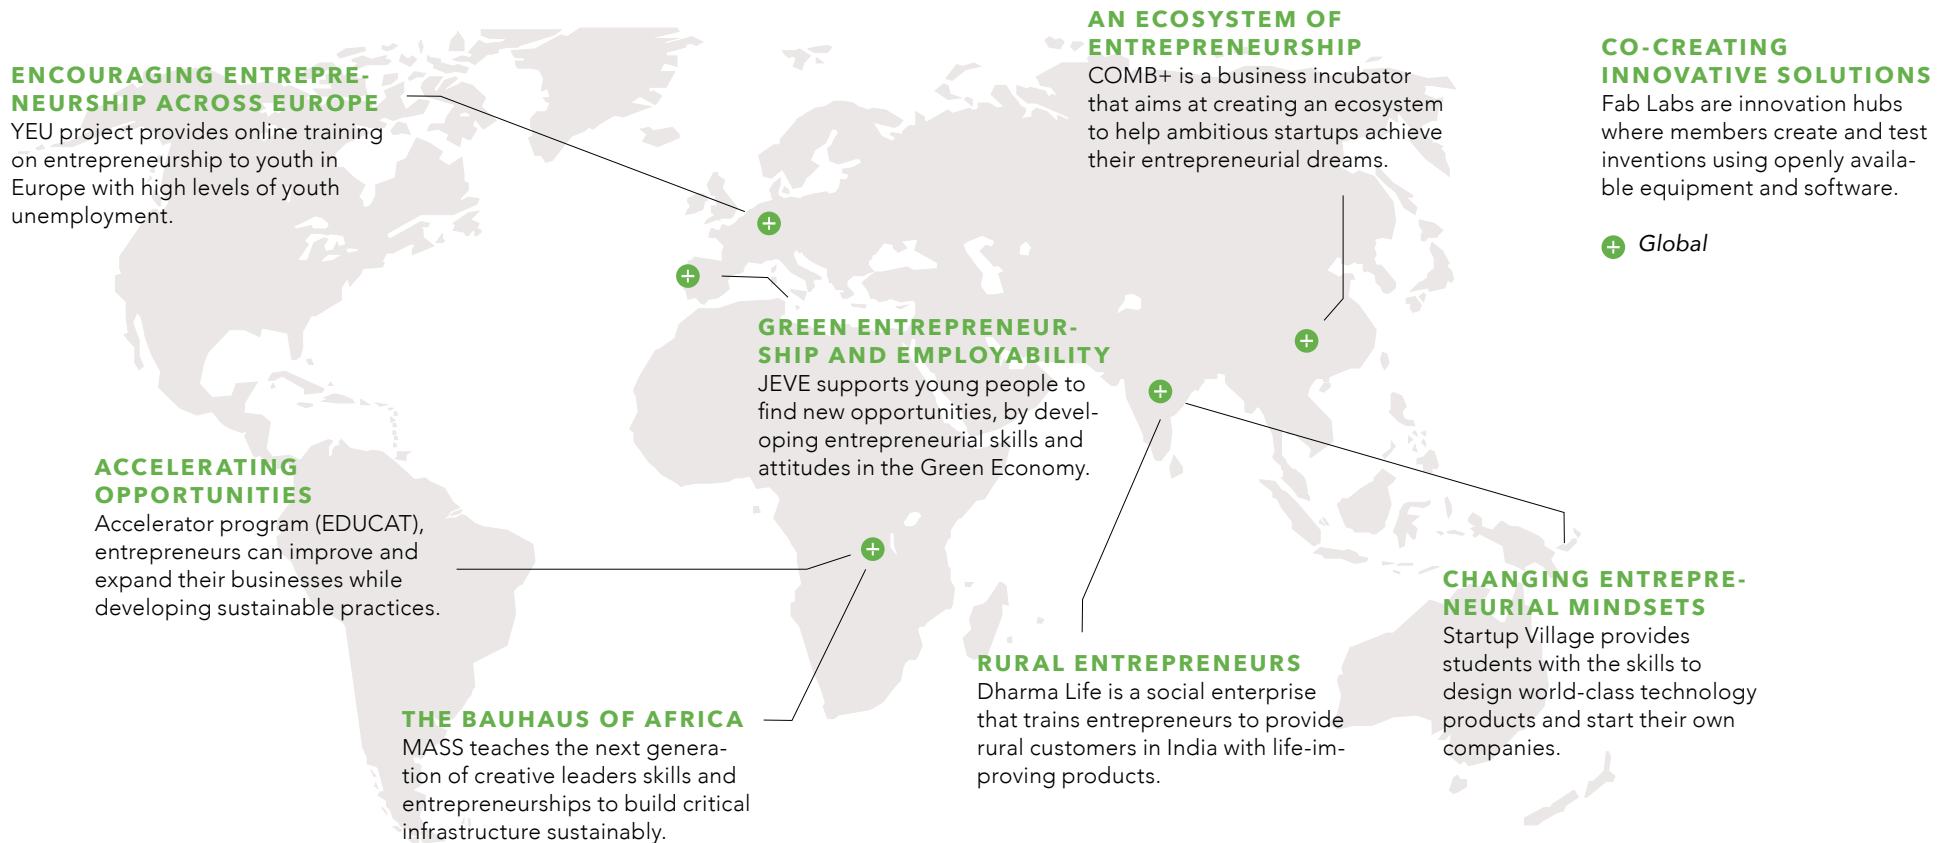 ENCOURAGING ENTREPRE-
NEURSHIP ACROSS EUROPE
YEU project provides online training
on entrepreneurship to youth in
Europe with high levels of youth
unemployment.
AN ECOSYSTEM OF
ENTREPRENEURSHIP
COMB+ is a business incubator
that aims at creating an ecosystem
to help ambitious startups achieve
their entrepreneurial dreams.
CO-CREATING
INNOVATIVE SOLUTIONS
Fab Labs are innovation hubs
where members create and test
inventions using openly availa-
ble equipment and software.
Global
GREEN ENTREPRENEUR-
SHIP AND EMPLOYABILITY
JEVE supports young people to
find new opportunities, by devel-
oping entrepreneurial skills and
attitudes in the Green Economy.
ACCELERATING
OPPORTUNITIES
Accelerator program (EDUCAT),
entrepreneurs can improve and
expand their businesses while
developing sustainable practices.
THE BAUHAUS OF AFRICA
MASS teaches the next genera-
tion of creative leaders skills and
entrepreneurships to build critical
infrastructure sustainably.
RURAL ENTREPRENEURS
Dharma Life is a social enterprise
that trains entrepreneurs to provide
rural customers in India with life-im-
proving products.
CHANGING ENTREPRE-
NEURIAL MINDSETS
Startup Village provides
students with the skills to
design world-class technology
products and start their own
companies.